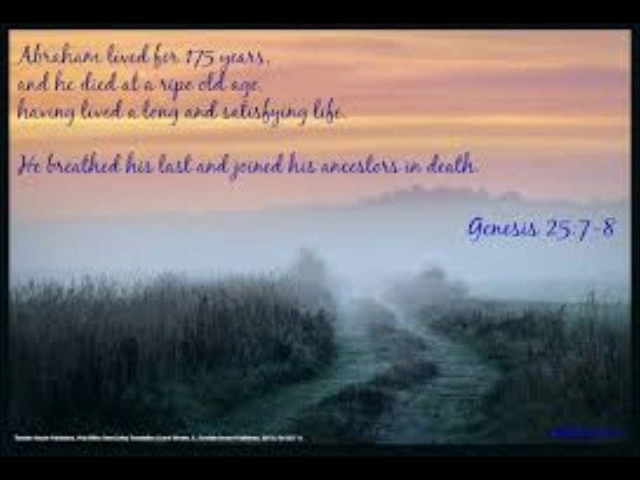 Abraham lived for 175 years,
and he died at a ripe old age,
having lived a long and satisfying life.
He breathed his last and joined his ancestors in death.
Genesis 25:7-8